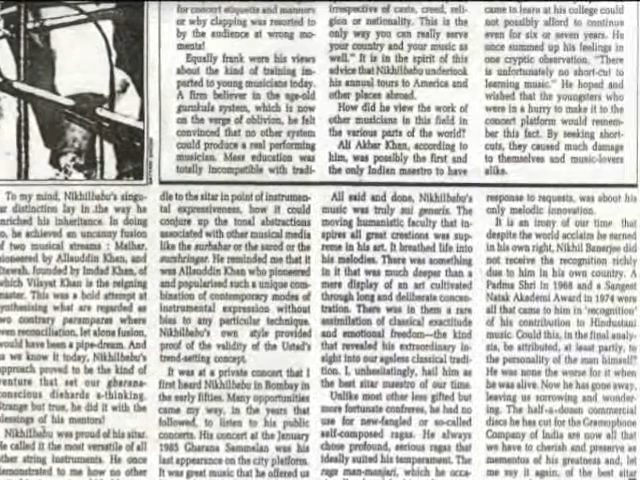 for concert etiquette and manners
or why clapping was resorted to
by the audience at wrong mo-
ments!
Equally frank were his views
about the kind of training im-
parted to young musicians today.
A firm believer in the age-old
gurukula system, which is now
on the verge of oblivion, he felt
convinced that no other system
could produce a real performing
musician. Mass education was
totally incompatible with tradi-
irrespective of caste, creed, reli-
gion or nationality. This is the
only way you can really serve
your country and your music as
well." It is in the spirit of this
advice that Nikhilbabu undertook
his annual tours to America and
other places abroad.
How did he view the work of
other musicians in this field in
the various parts of the world?
Ali Akbar Khan, according to
him, was possibly the first and
the only Indian maestro to have
came to learn at his college could
not possibly afford to continue
even for six or seven years. He
once summed up his feelings in
one cryptic observation. "There
is unfortunately no short-cut to
learning music." He hoped and
wished that the youngsters who
were in a hurry to make it to the
concert platform would remem-
ber this fact. By seeking short-
cuts, they caused much damage
to themselves and music-lovers
alike.
To my mind, Nikhilbabu's singu-
ar distinction lay in the way he
nriched his inheritance. In doing
o, he achieved an uncanny fusion
f two musical streams : Maihar,
ioneered by Allauddin Khan, and
tawah, founded by Imdad Khan, of
which Vilayat Khan is the reigning
master. This was a bold attempt at
ynthesising what are regarded as
wo contrary paramparas where
ven reconciliation, let alone fusion,
would have been a pipe-dream. And
s we know it today, Nikhilbabu's
pproach proved to be the kind of
venture that set our gharana-
onscious diehards a-thinking.
Strange but true, he did it with the
lessings of his mentors!
Nikhilbabu was proud of his sitar.
e called it the most versatile of all
ther string instruments. He once
emonstrated to me how no other
dle to the sitar in point of instrumen-
tal expressiveness, how it could
conjure up the tonal abstractions
associated with other musical media
like the surbahar or the sarod or the
sursringar. He reminded me that it
was Allauddin Khan who pioneered
and popularised such a unique com-
bination of contemporary modes of
instrumental expression without
bias to any particular technique.
Nikhilbabu's own style provided
proof of the validity of the Ustad's
trend-setting concept.
It was at a private concert that I
first heard Nikhilbabu in Bombay in
the early fifties. Many opportunities
came my way, in the years that
followed, to listen to his public
concerts. His concert at the January
1985 Gharana Sammelan was his
last appearance on the city platform.
It was great music that he offered us
All said and done, Nikhilbabu's
music was truly sui generis. The
moving humanistic faculty that in-
spires all great creations was sup-
reme in his art. It breathed life into
his melodies. There was something
in it that was much deeper than a
mere display of an art cultivated
through long and deliberate concen-
tration. There was in them a rare
assimilation of classical exactitude
and emotional freedom—the kind
that revealed his extraordinary in-
sight into our ageless classical tradi-
tion. I, unhesitatingly, hail him as
the best sitar maestro of our time.
Unlike most other less gifted but
more fortunate confreres, he had no
use for new-fangled or so-called
self-composed ragas. He always
chose profound, serious ragas that
ideally suited his temperament. The
raga man-manjari, which he occa-
response to requests, was about his
only melodic innovation.
It is an irony of our time that
despite the world acclaim he earned
in his own right, Nikhil Banerjee did
not receive the recognition richly
due to him in his own country. A
Padma Shri in 1968 and a Sangeet
Natak Akademi Award in 1974 were
all that came to him in 'recognition'
of his contribution to Hindustani
music. Could this, in the final analy-
sis, be attributed, at least partly, to
the personality of the man himself?
He was none the worse for it when
he was alive. Now he has gone away,
leaving us sorrowing and wonder-
ing. The half-a-dozen commercial
discs he has cut for the Gramophone
Company of India are now all that
we have to cherish and preserve as
mementos of his greatness and, let
me say it again, of the best sitar